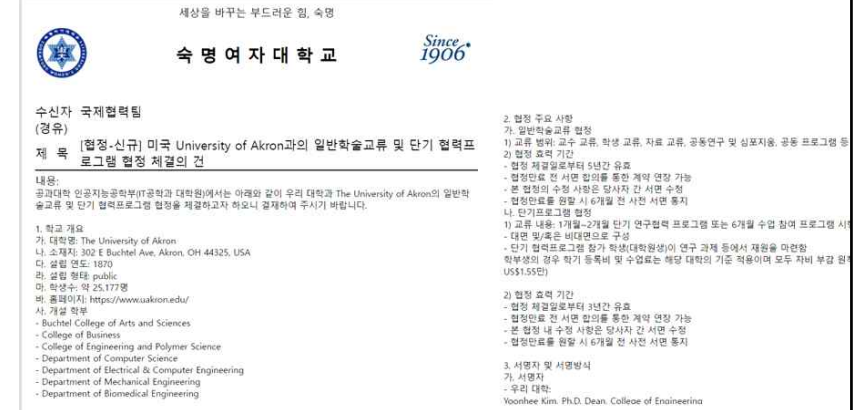 세상을 바꾸는 부드러운 힘, 숙명
숙 명 여 자 대 학 교
Since
1906
수신자 국제협력팀
(경유)
제 목 [협정-신규] 미국 University of Akron과의 일반학술교류 및 단기 협력프
로그램 협정 체결의 건
내용:
공과대학 인공지능공학부(IT공학과 대학원)에서는 아래와 같이 우리 대학과 The University of Akron의 일반학
술교류 및 단기 협력프로그램 협정을 체결하고자 하오니 결재하여 주시기 바랍니다.
1. 학교 개요
가. 대학명: The University of Akron
나. 소재지: 302 E Buchtel Ave, Akron, OH 44325, USA
다. 설립 연도: 1870
라. 설립 형태: public
마. 학생수: 약 25,177명
바. 홈페이지: https://www.uakron.edu/
사. 개설 학부
- Buchtel College of Arts and Sciences
- College of Business
- College of Engineering and Polymer Science
- Department of Computer Science
- Department of Electrical & Computer Engineering
- Department of Mechanical Engineering
- Department of Biomedical Engineering
2. 협정 주요 사항
가. 일반학술교류 협정
1) 교류 범위: 교수 교류, 학생 교류, 자료 교류, 공동연구 및 심포지움, 공동 프로그램 등
2) 협정 효력 기간
- 협정 체결일로부터 5년간 유효
- 협정만료 전 서면 합의를 통한 계약 연장 가능
- 본 협정의 수정 사항은 당사자 간 서면 수정
- 협정만료를 원할 시 6개월 전 사전 서면 통지
나. 단기프로그램 협정
1) 교류 내용: 1개월~2개월 단기 연구협력 프로그램 또는 6개월 수업 참여 프로그램 시
- 대면 및/혹은 비대면으로 구성
- 단기 협력프로그램 참가 학생(대학원생)이 연구 과제 등에서 재원을 마련함
학부생의 경우 학기 등록비 및 수업료는 해당 대학의 기준 적용이며 모두 자비 부담 원칙
US$1.55만)
2) 협정 효력 기간
- 협정 체결일로부터 3년간 유효
- 협정만료 전 서면 합의를 통한 계약 연장 가능
- 본 협정 내 수정 사항은 당사자 간 서면 수정
- 협정만료를 원할 시 6개월 전 사전 서면 통지
3. 서명자 및 서명방식
가. 서명자
- 우리 대학:
Yoonhee Kim, Ph.D. Dean, College of Engineering